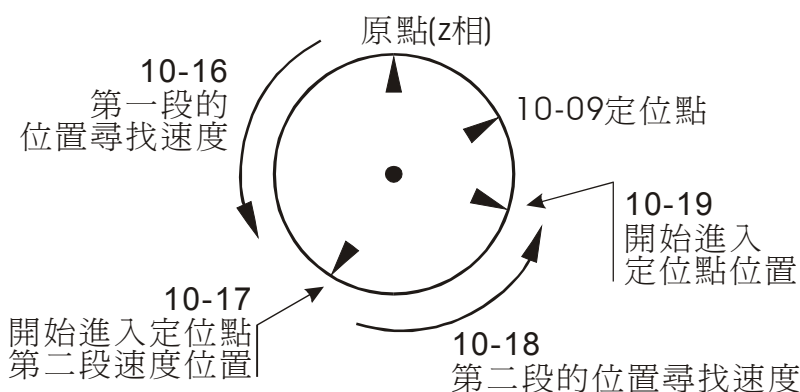 原點(z相)
10-16
第一段的
位置尋找速度
10-09定位點
10-19
開始進入
定位點位置
10-17
開始進入定位點
第二段速度位置
10-18
第二段的位置尋找速度